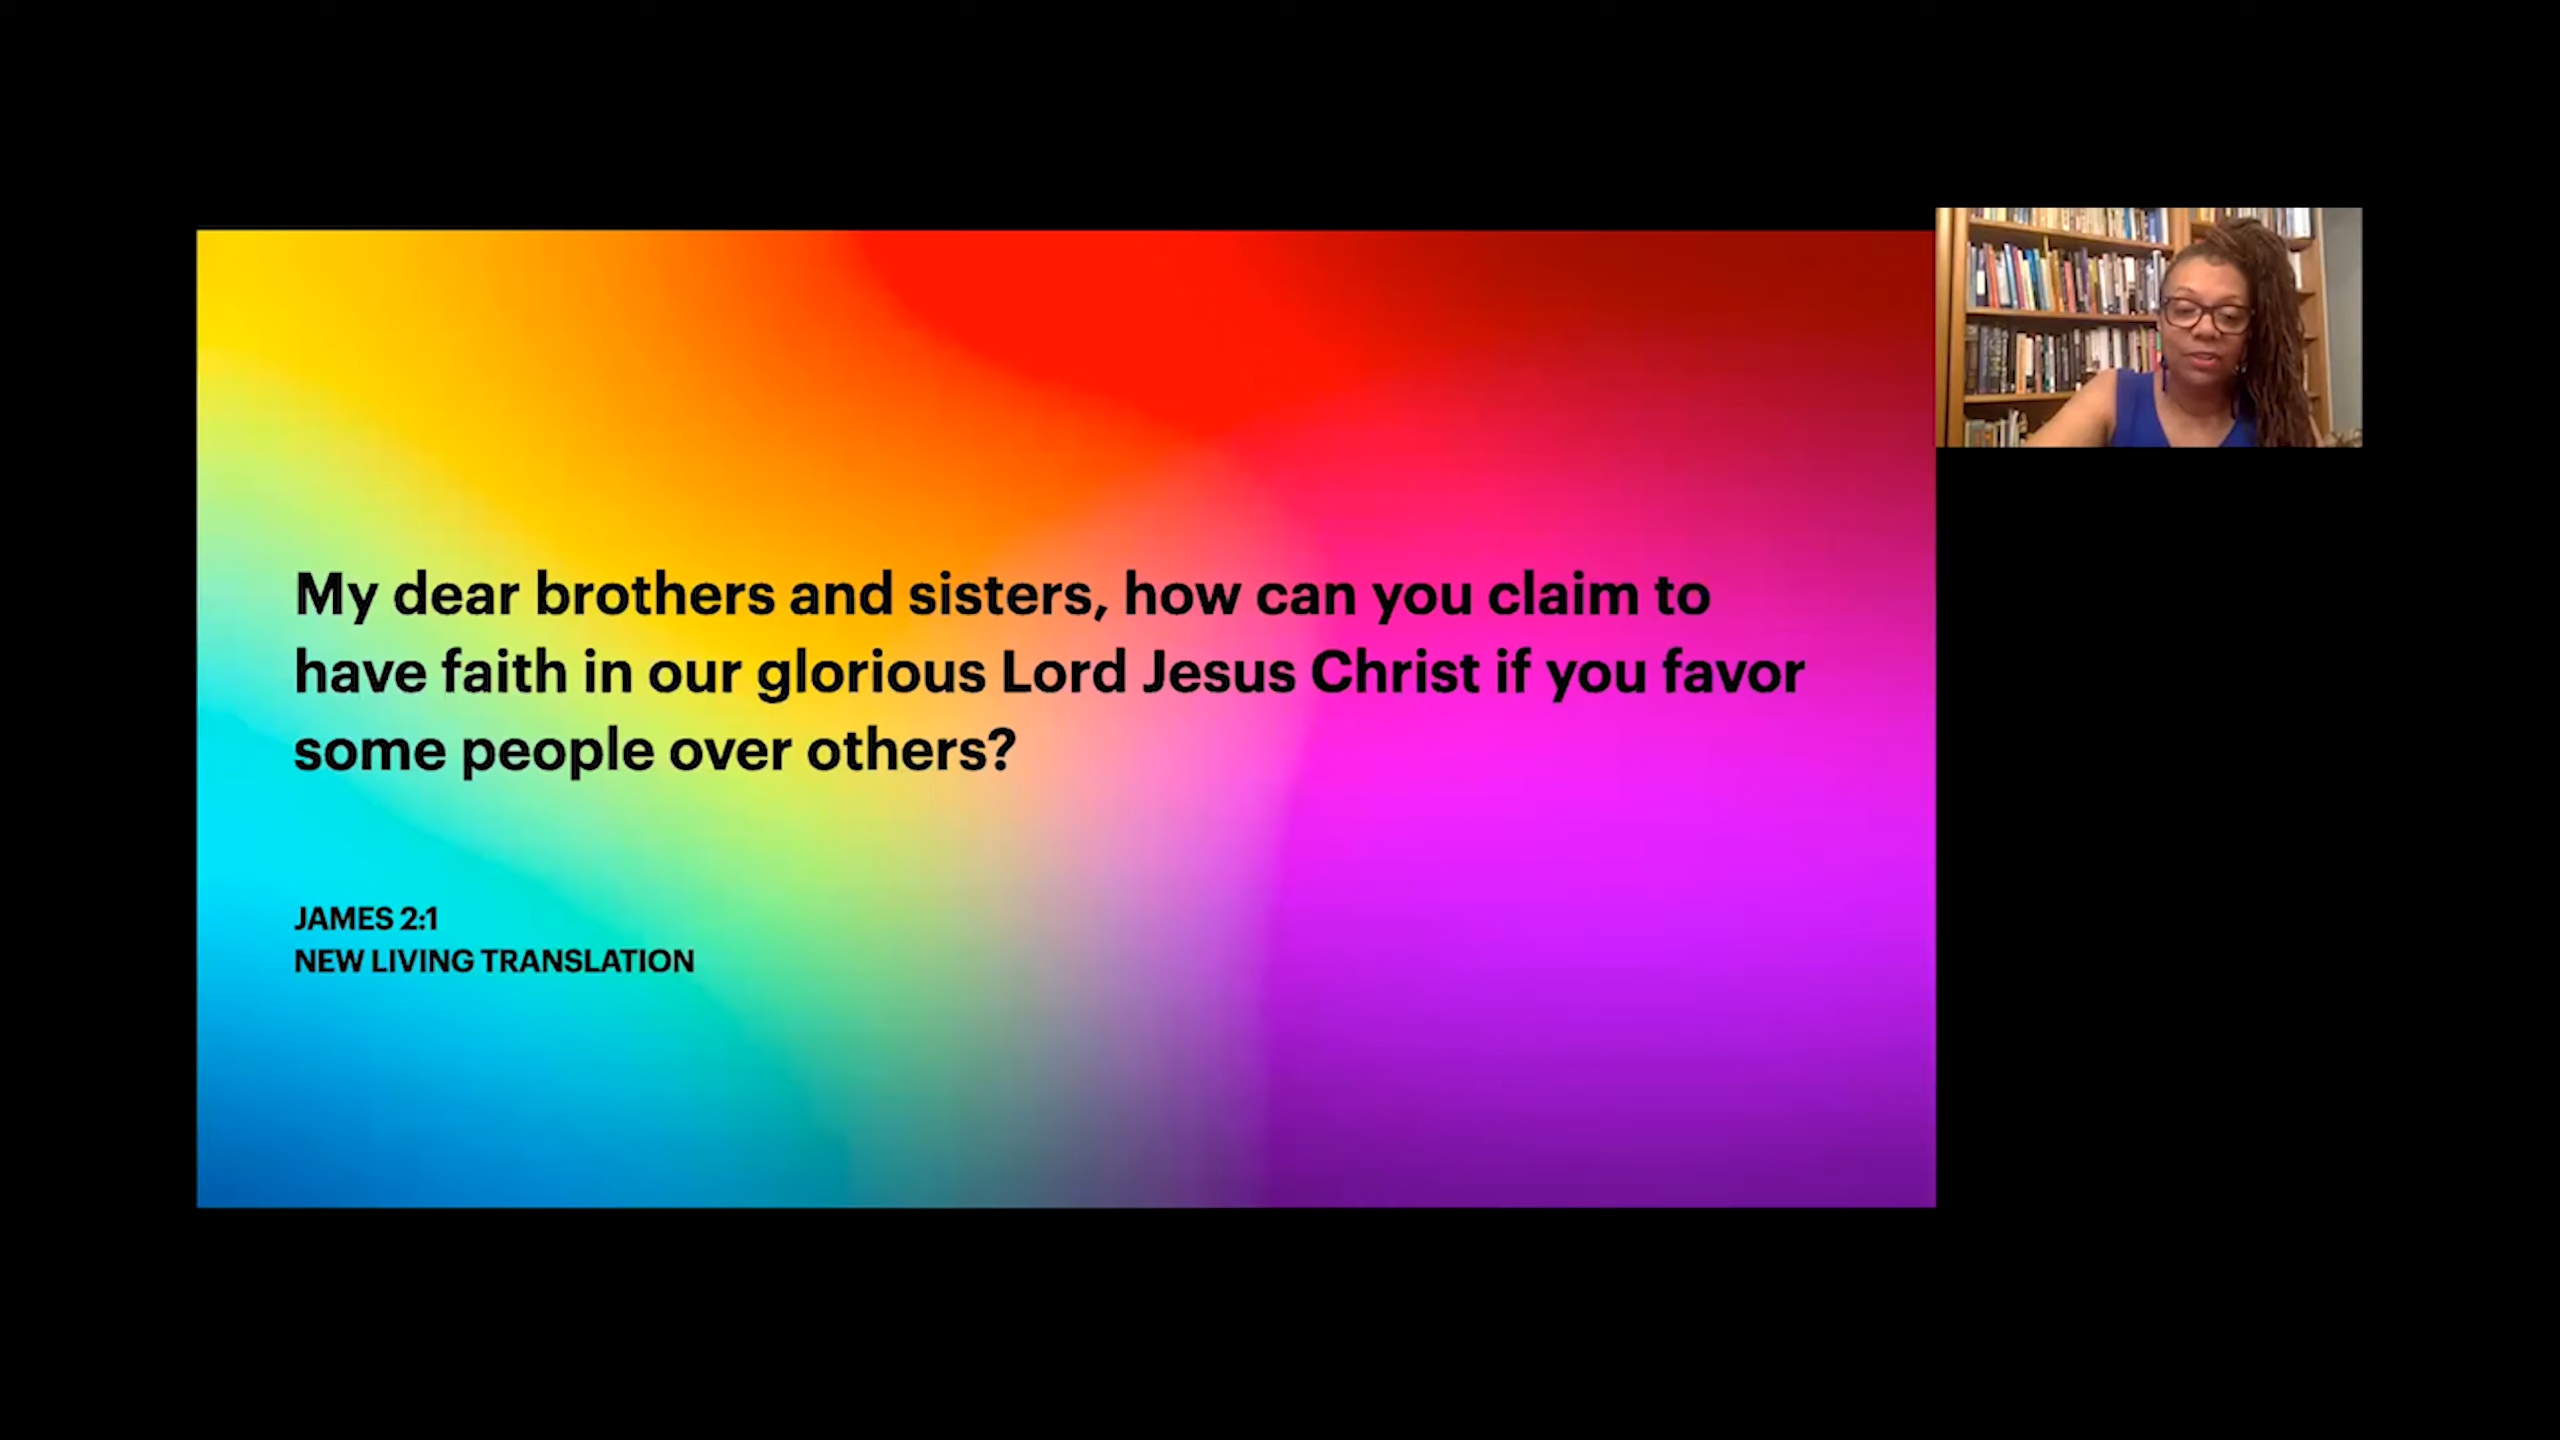 My dear brothers and sisters, how can you claim to
have faith in our glorious Lord Jesus Christ if you favor
some people over others?
JAMES 2:1
NEW LIVING TRANSLATION